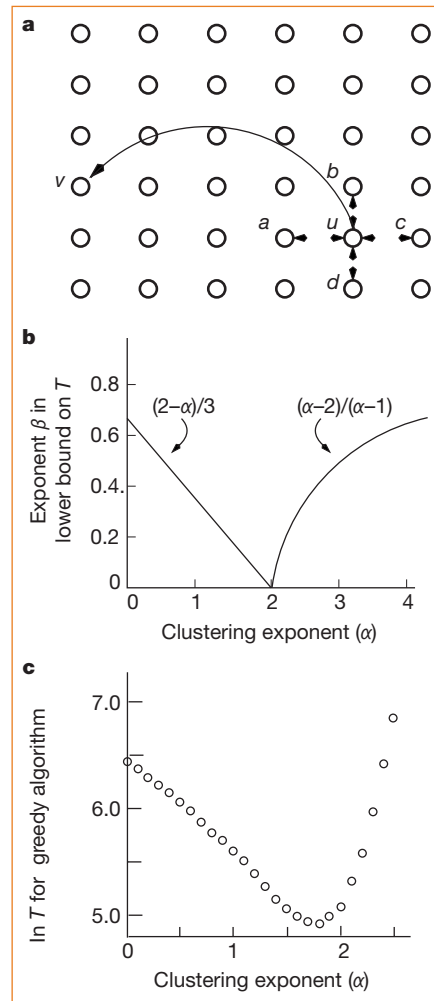 a
v
b
a
u
c
d
b
Exponent β in
lower bound on T
0.8
0.6
0.4
0.2
0
(2–α)/3
(α–2)/(α–1)
0 1 2 3 4
Clustering exponent (α)
c
ln T for greedy algorithm
7.0
6.0
5.0
0 1 2
Clustering exponent (α)